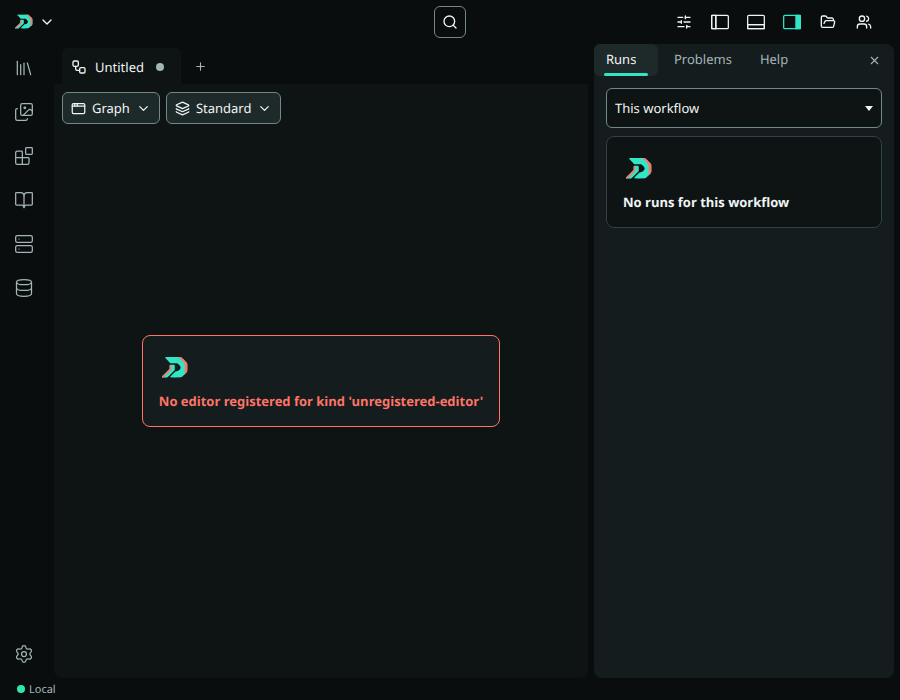 Untitled
Runs
Problems
Help
Graph
Standard
This workflow
No runs for this workflow
No editor registered for kind 'unregistered-editor'
Local